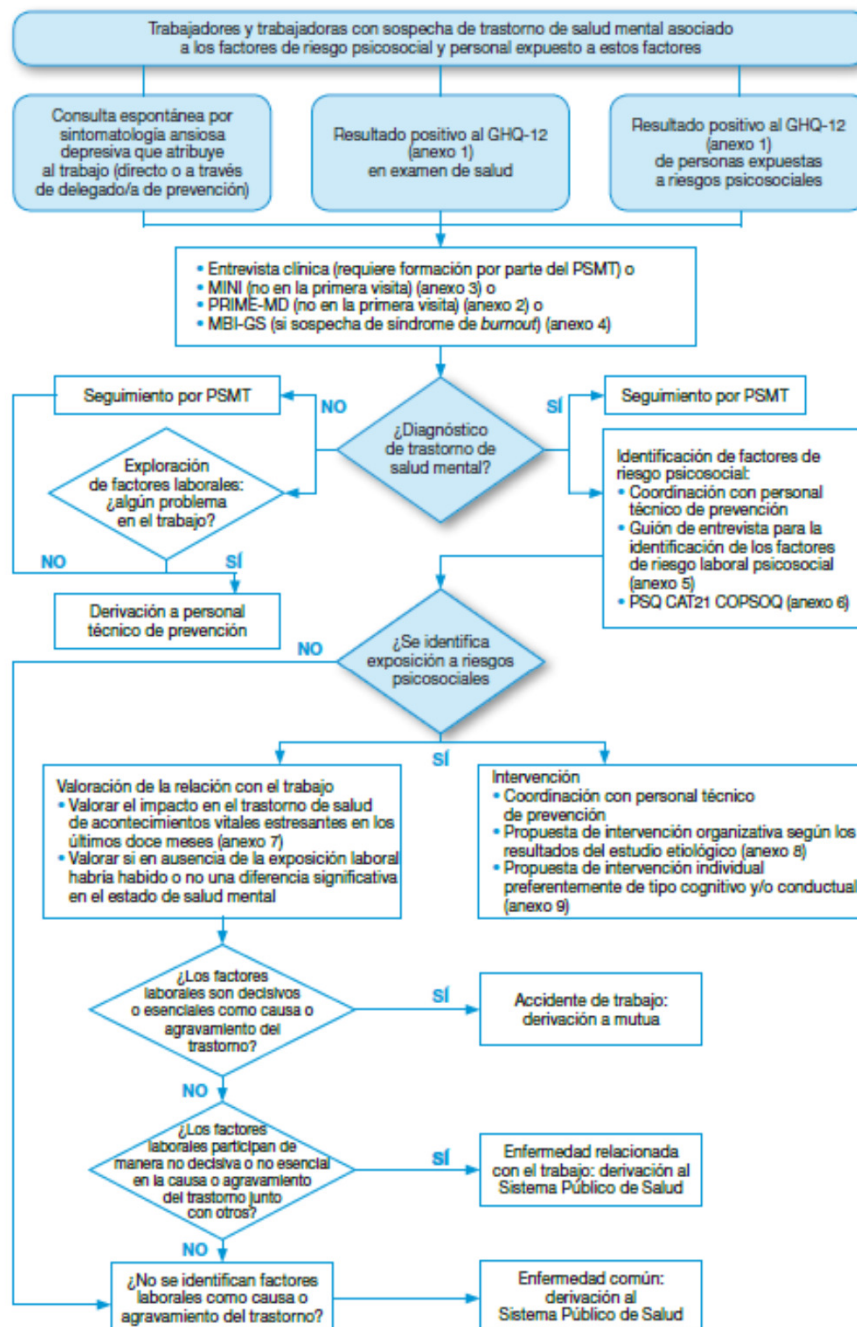 Trabajadores y trabajadoras con sospecha de trastorno de salud mental asociado
a los factores de riesgo psicosocial y personal expuesto a estos factores
Consulta espontánea por
sintomatología ansiosa
depresiva que atribuye
al trabajo (directo o a través
de delegado/a de prevención)
Resultado positivo al GHQ-12
(anexo 1)
en examen de salud
Resultado positivo al GHQ-12
(anexo 1)
de personas expuestas
a riesgos psicosociales
• Entrevista clínica (requiere formación por parte del PSMT) o
• MINI (no en la primera visita) (anexo 3) o
• PRIME-MD (no en la primera visita) (anexo 2) o
• MBI-GS (si sospecha de síndrome de burnout) (anexo 4)
Seguimiento por PSMT
NO
¿Diagnóstico
de trastorno de
salud mental?
SÍ
Seguimiento por PSMT
Exploración
de factores laborales:
¿algún problema
en el trabajo?
NO
SÍ
Derivación a personal
técnico de prevención
Identificación de factores de
riesgo psicosocial:
• Coordinación con personal
técnico de prevención
• Guión de entrevista para la
identificación de los factores
de riesgo laboral psicosocial
(anexo 5)
• PSQ CAT21 COPSOQ (anexo 6)
NO
¿Se identifica
exposición a riesgos
psicosociales
SÍ
Valoración de la relación con el trabajo
• Valorar el impacto en el trastorno de salud
de acontecimientos vitales estresantes en los
últimos doce meses (anexo 7)
• Valorar si en ausencia de la exposición laboral
habría habido o no una diferencia significativa
en el estado de salud mental
Intervención
• Coordinación con personal técnico
de prevención
• Propuesta de intervención organizativa según los
resultados del estudio etiológico (anexo 8)
• Propuesta de intervención individual
preferentemente de tipo cognitivo y/o conductual
(anexo 9)
¿Los factores
laborales son decisivos
o esenciales como causa o
agravamiento del
trastorno?
SÍ
Accidente de trabajo:
derivación a mutua
NO
¿Los factores
laborales participan de
manera no decisiva o no esencial
en la causa o agravamiento
del trastorno junto
con otros?
SÍ
Enfermedad relacionada
con el trabajo: derivación al
Sistema Público de Salud
NO
¿No se identifican factores
laborales como causa o
agravamiento del trastorno?
Enfermedad común:
derivación al
Sistema Público de Salud